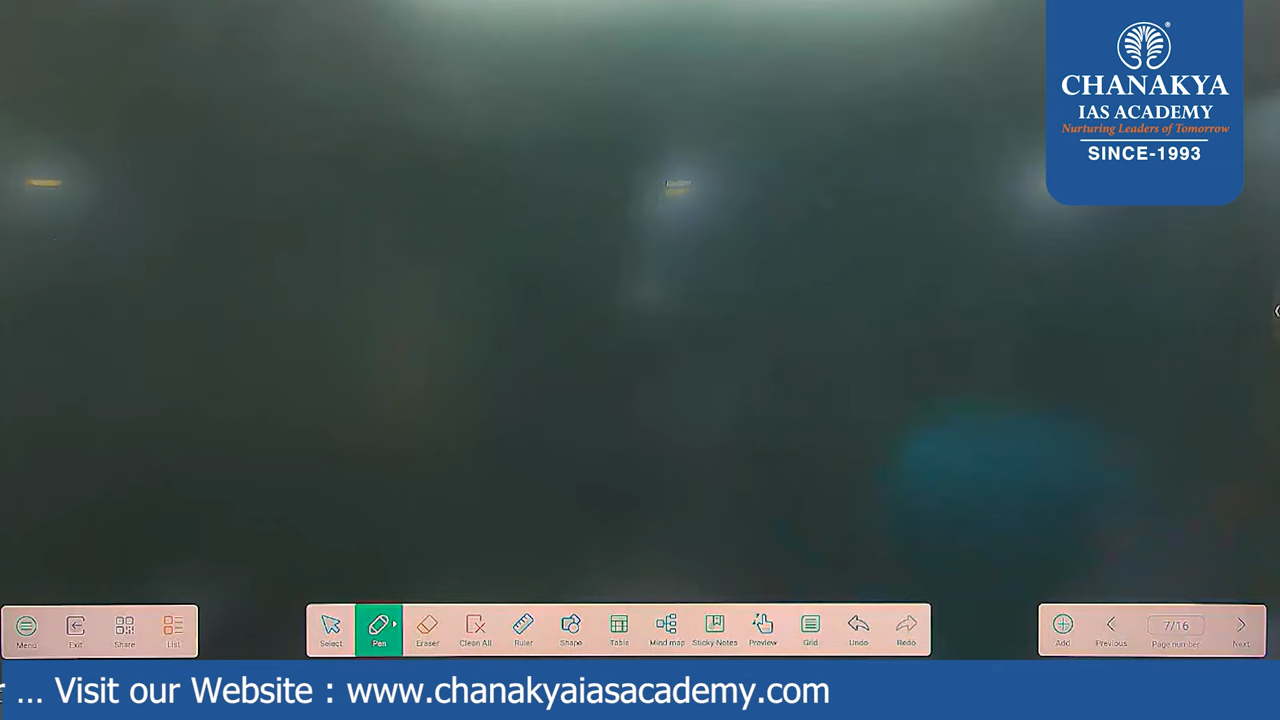 CHANAKYA
IAS ACADEMY
Nurturing Leaders of Tomorrow
SINCE-1993
Menu Exit Share List
Select Pen Eraser Clean All Ruler Shape Table Mind map Sticky Notes Preview Grid Undo Redo
Add Previous 7/16 Page number Next
... Visit our Website : www.chanakyaiasacademy.com